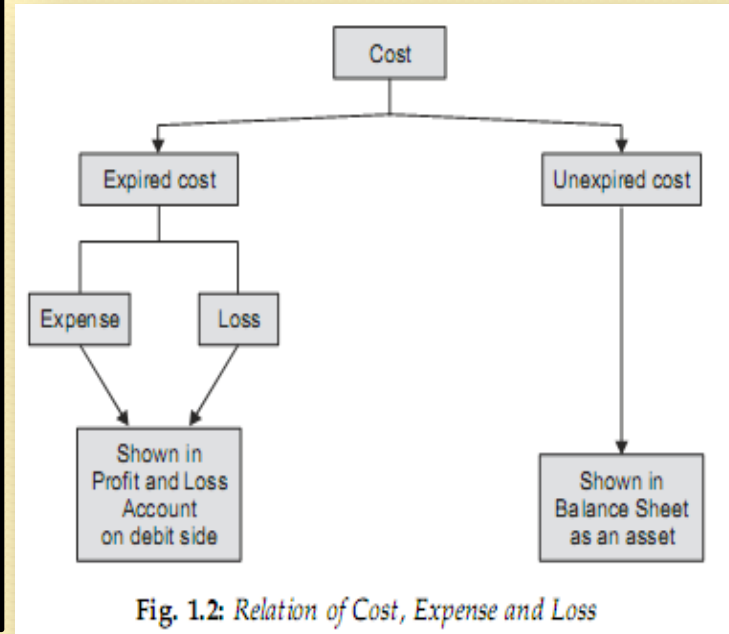 Cost
Expired cost
Unexpired cost
Expense
Loss
Shown in
Profit and Loss
Account
on debit side
Shown in
Balance Sheet
as an asset
Fig. 1.2: Relation of Cost, Expense and Loss